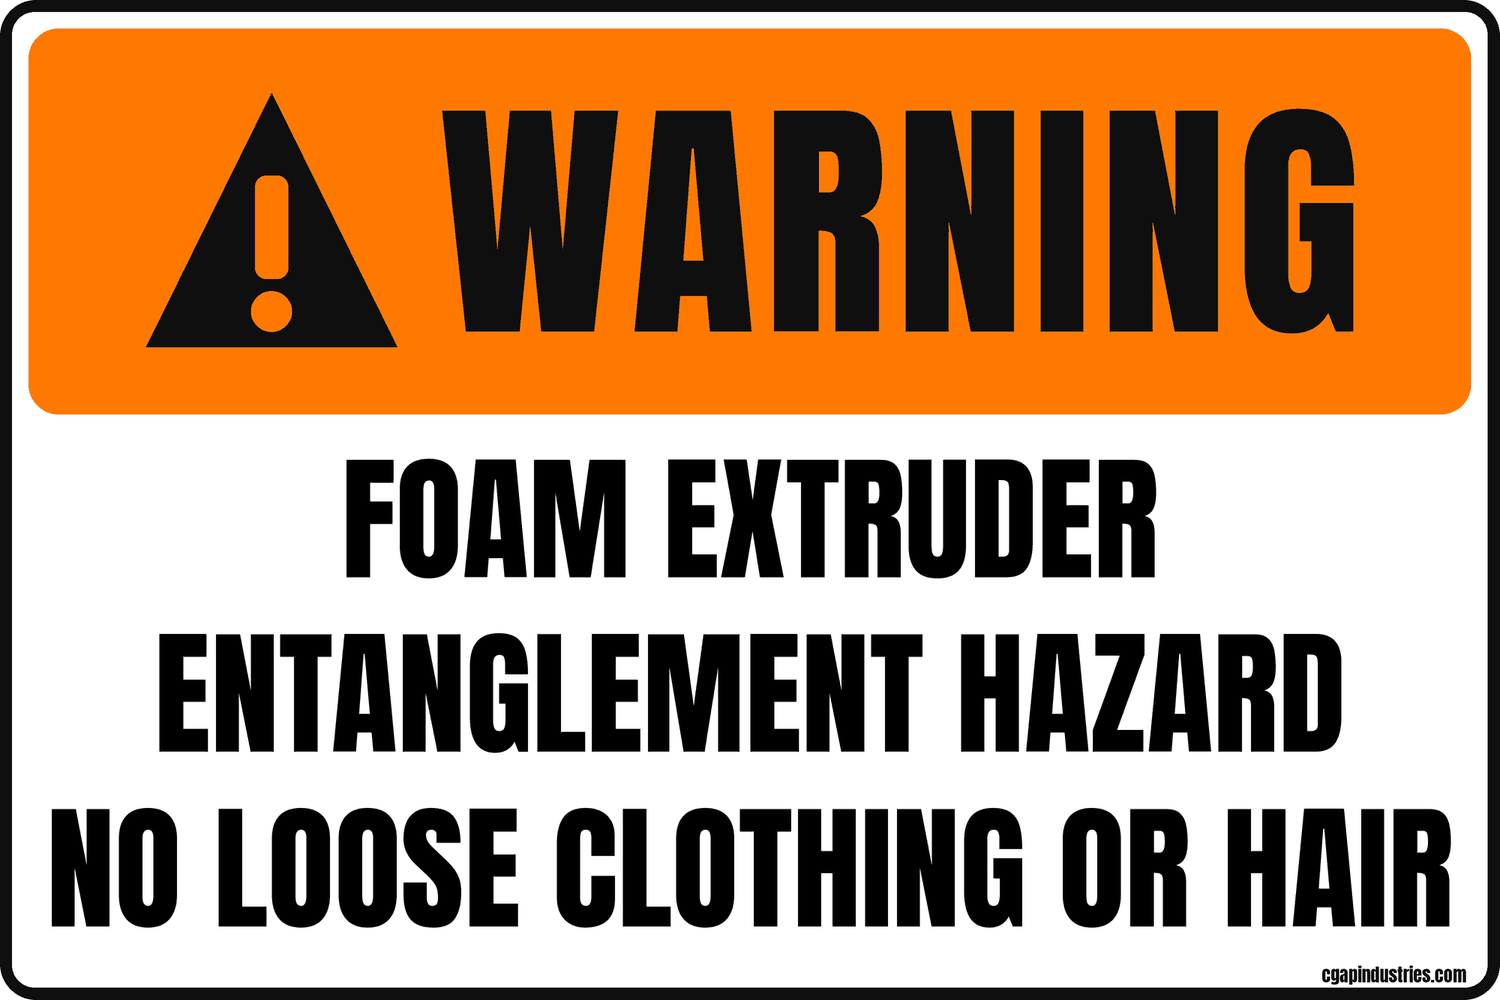 WARNING
FOAM EXTRUDER
ENTANGLEMENT HAZARD
NO LOOSE CLOTHING OR HAIR
cgapindustries.com